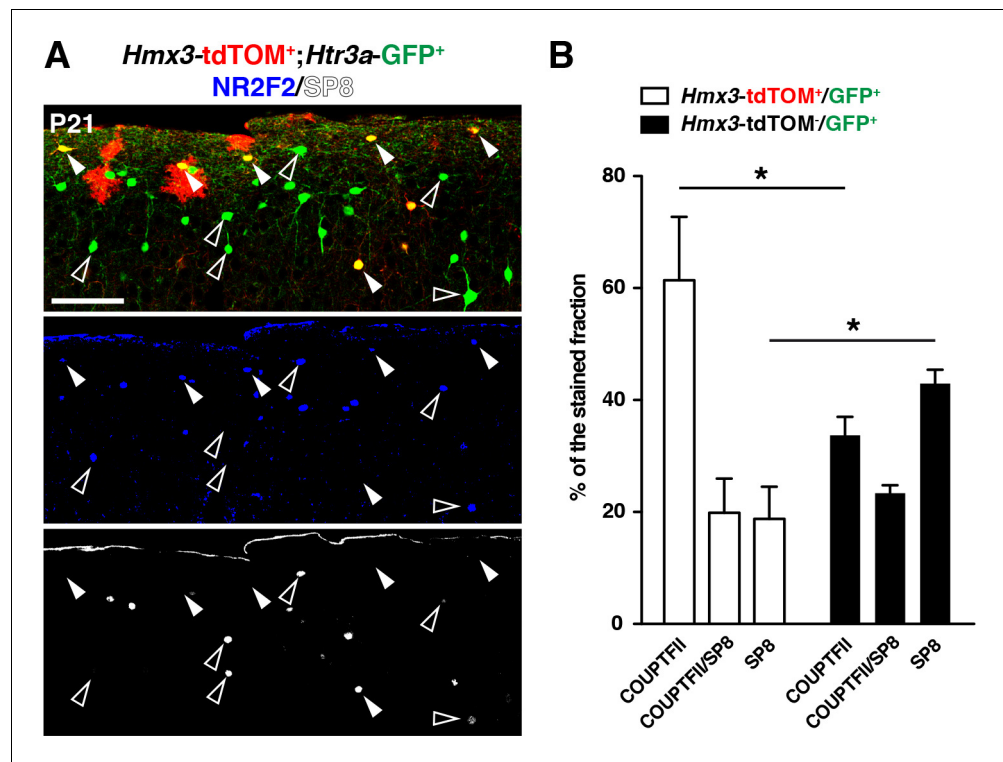 A
Hmx3-tdTOM⁺;Htr3a-GFP⁺
NR2F2/SP8
P21
B
Hmx3-tdTOM⁺/GFP⁺
Hmx3-tdTOM⁻/GFP⁺
*
*
% of the stained fraction
80
60
40
20
0
COUPTFII
COUPTFII/SP8
SP8
COUPTFII
COUPTFII/SP8
SP8